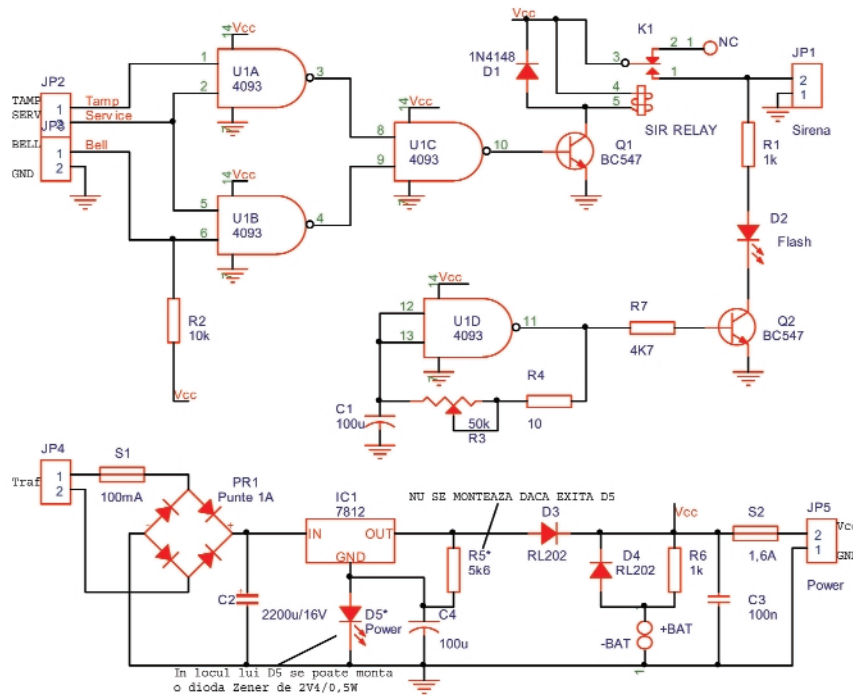 Vcc
K1
1N4148
D1
3
2
1
NC
JP1
4
5
1
2
1
SIR RELAY
Sirena
14
Vcc
1
2
U1A
4093
3
7
JP2
TAMP
1
Tamp
SERV
2
Service
JP3
BELL
1
Bell
GND
2
14
Vcc
8
9
U1C
4093
10
7
Q1
BC547
R1
1k
14
Vcc
5
6
U1B
4093
4
7
D2
Flash
R2
10k
Vcc
14
Vcc
12
13
U1D
4093
11
7
R7
4K7
Q2
BC547
C1
100u
50k
R3
R4
10
JP4
Traf
1
2
S1
100mA
PR1
Punte 1A
-
+
IC1
7812
IN
OUT
GND
NU SE MONTEAZA DACA EXITA D5
R5*
5k6
D3
RL202
Vcc
D4
RL202
R6
1k
S2
1,6A
JP5
2
Vcc
1
GND
Power
C2
2200u/16V
D5*
Power
C4
100u
+BAT
-BAT
1
C3
100n
In locul lui D5 se poate monta
o dioda Zener de 2V4/0,5W